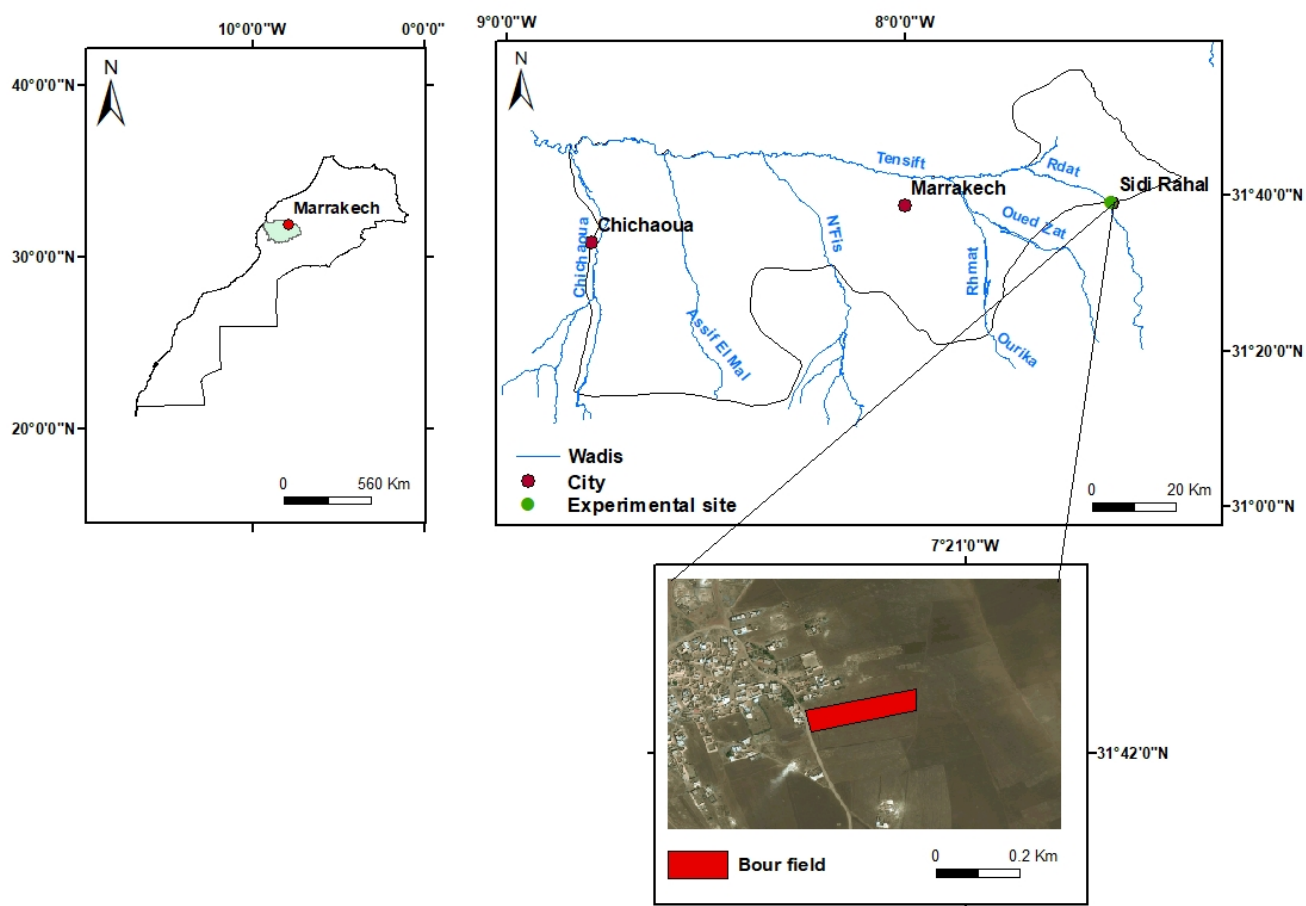 10°0'0"W
0°0'0"
40°0'0"N
30°0'0"N
20°0'0"N
N
Marrakech
0
560 Km
9°0'0"W
8°0'0"W
31°40'0"N
31°20'0"N
31°0'0"N
N
Tensift
Rdat
Marrakech
Sidi Rahal
Chichaoua
Chichaoua
N'Fis
Oued Zat
Rhmat
Assif El Mal
Ourika
Wadis
City
Experimental site
0
20 Km
7°21'0"W
31°42'0"N
Bour field
0
0.2 Km